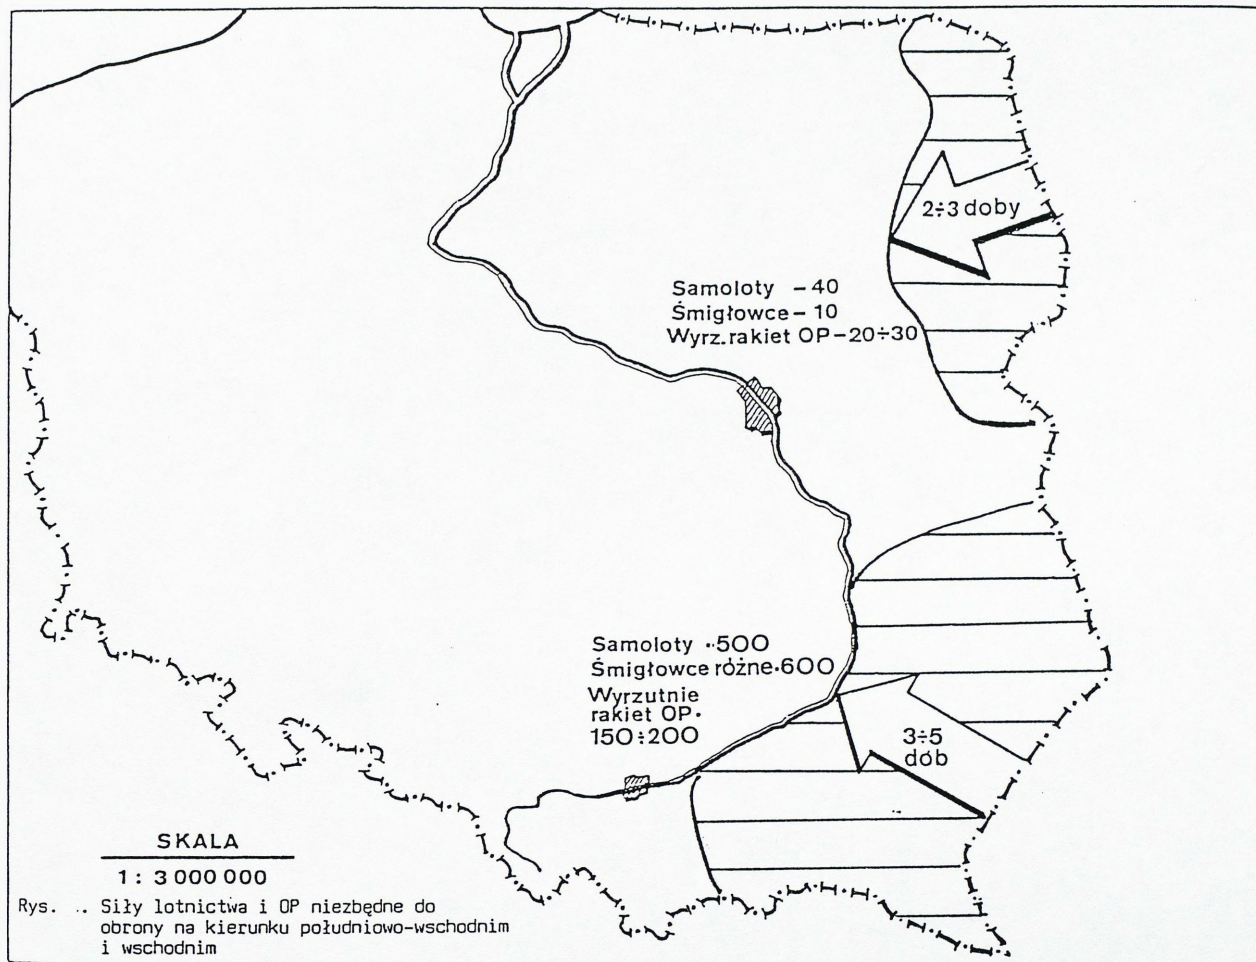 2÷3 doby
Samoloty – 40
Śmigłowce – 10
Wyrz.rakiet OP–20÷30
Samoloty ·500
Śmigłowce różne·600
Wyrzutnie
rakiet OP·
150÷200
3÷5
dób
SKALA
1 : 3 000 000
Rys. .. Siły lotnictwa i OP niezbędne do
obrony na kierunku południowo-wschodnim
i wschodnim